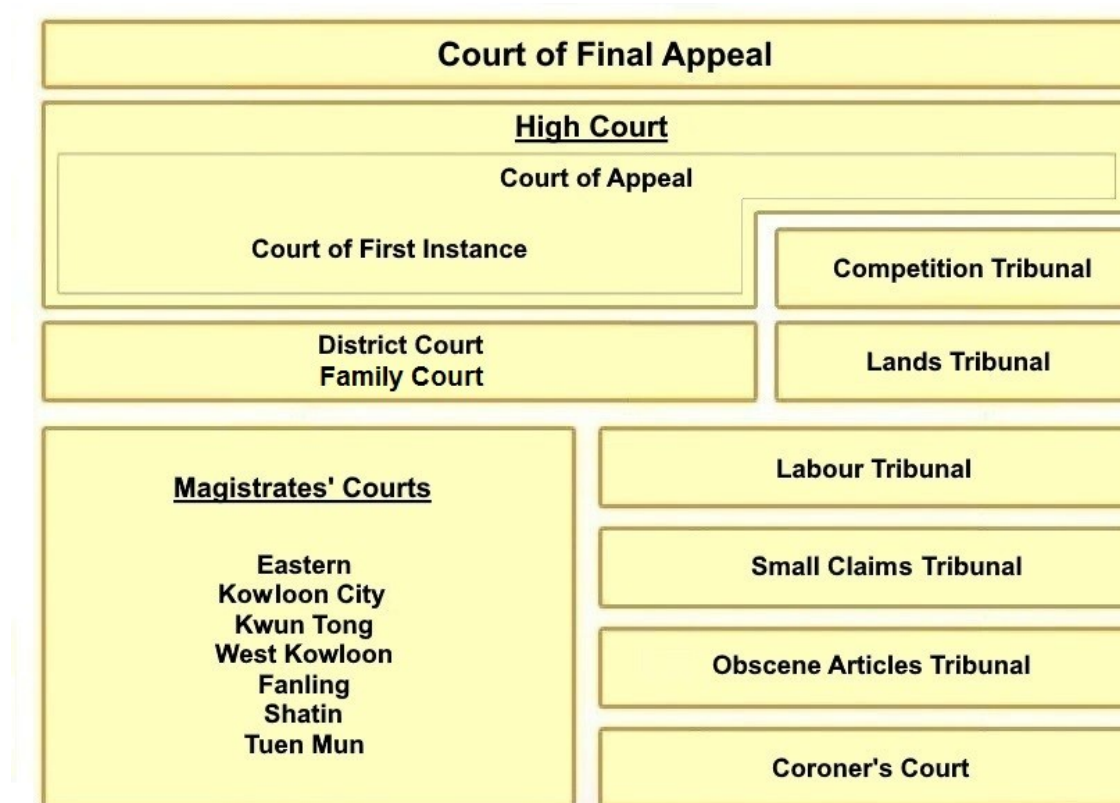 Court of Final Appeal
High Court
Court of Appeal
Court of First Instance
Competition Tribunal
District Court
Family Court
Lands Tribunal
Magistrates' Courts
Eastern
Kowloon City
Kwun Tong
West Kowloon
Fanling
Shatin
Tuen Mun
Labour Tribunal
Small Claims Tribunal
Obscene Articles Tribunal
Coroner's Court